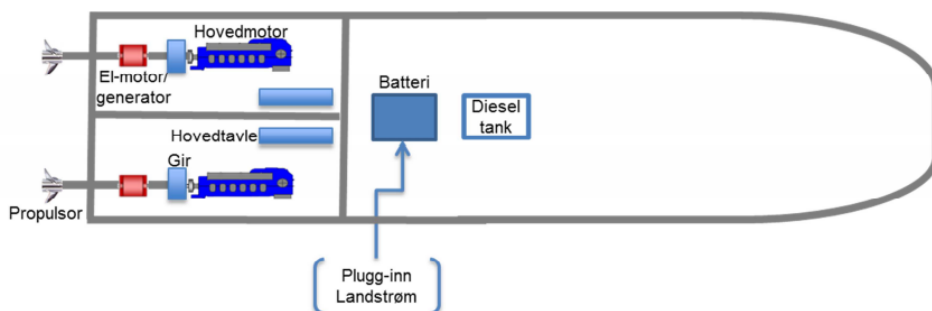 Hovedmotor
El-motor/
generator
Batteri
Diesel
tank
Hovedtavle
Gir
Propulsor
Plugg-inn
Landstrøm